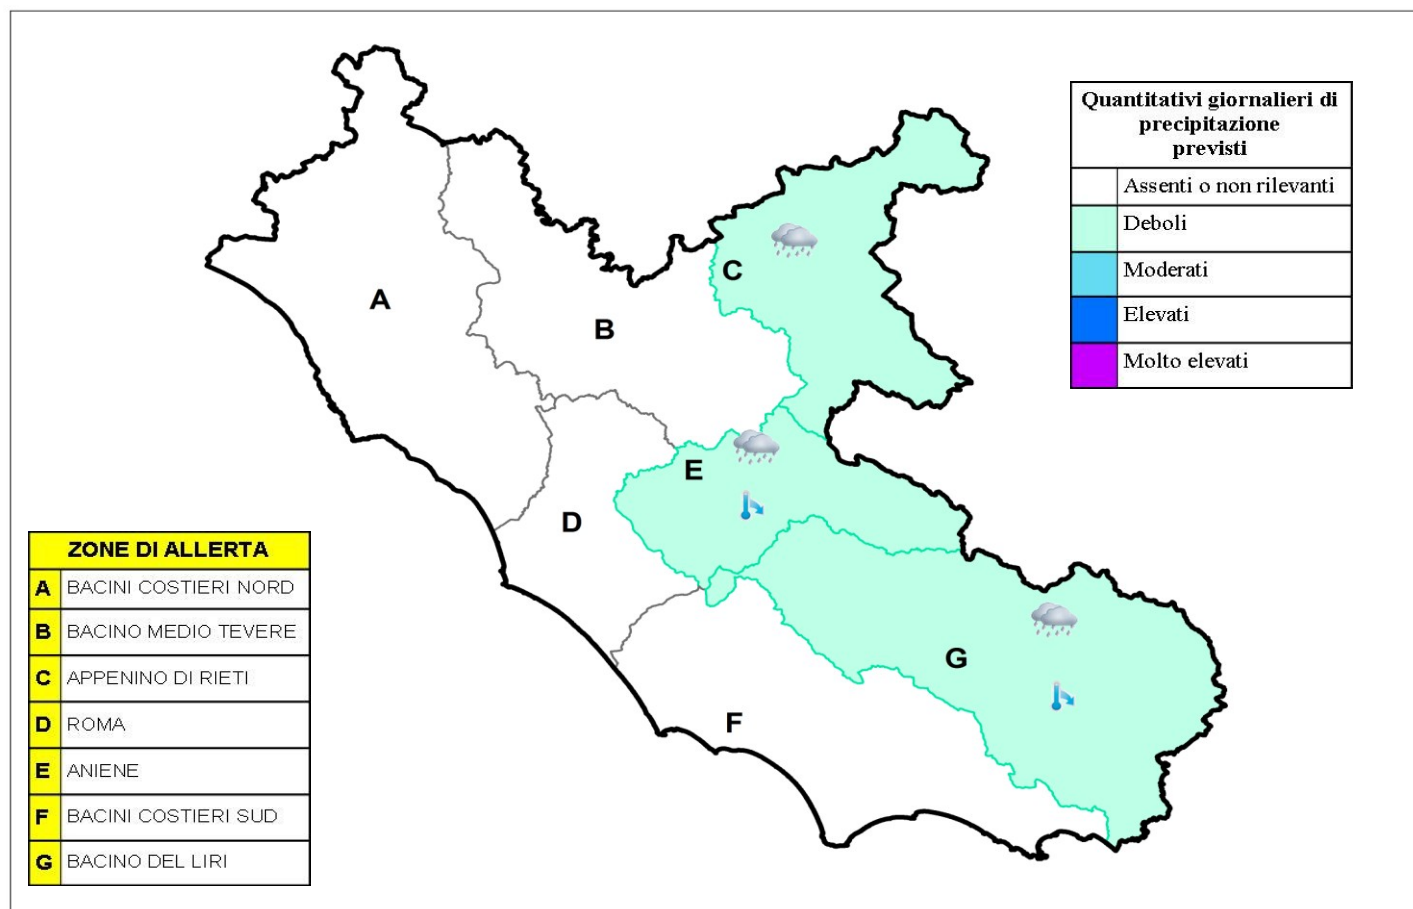 Quantitativi giornalieri di
precipitazione
previsti
Assenti o non rilevanti
Deboli
Moderati
Elevati
Molto elevati
A
B
C
D
E
F
G
ZONE DI ALLERTA
A BACINI COSTIERI NORD
B BACINO MEDIO TEVERE
C APPENINO DI RIETI
D ROMA
E ANIENE
F BACINI COSTIERI SUD
G BACINO DEL LIRI